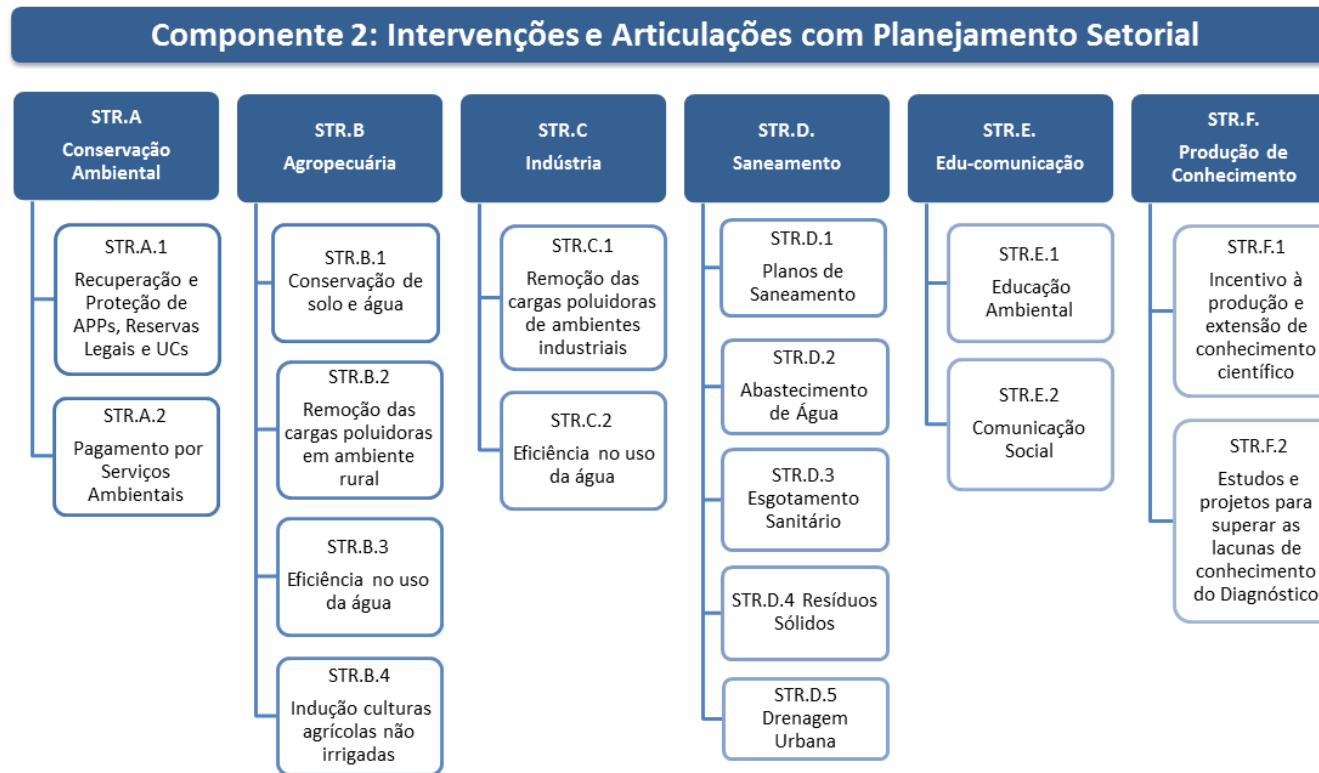 Componente 2: Intervenções e Articulações com Planejamento Setorial
STR.A
Conservação
Ambiental
STR.A.1
Recuperação e
Proteção de
APPs, Reservas
Legais e UCs
STR.A.2
Pagamento por
Serviços
Ambientais
STR.B
Agropecuária
STR.B.1
Conservação de
solo e água
STR.B.2
Remoção das
cargas poluidoras
em ambiente
rural
STR.B.3
Eficiência no uso
da água
STR.B.4
Indução culturas
agrícolas não
irrigadas
STR.C
Indústria
STR.C.1
Remoção das
cargas poluidoras
de ambientes
industriais
STR.C.2
Eficiência no uso
da água
STR.D.
Saneamento
STR.D.1
Planos de
Saneamento
STR.D.2
Abastecimento
de Água
STR.D.3
Esgotamento
Sanitário
STR.D.4 Resíduos
Sólidos
STR.D.5
Drenagem
Urbana
STR.E.
Edu-comunicação
STR.E.1
Educação
Ambiental
STR.E.2
Comunicação
Social
STR.F.
Produção de
Conhecimento
STR.F.1
Incentivo à
produção e
extensão de
conhecimento
científico
STR.F.2
Estudos e
projetos para
superar as
lacunas de
conhecimento
do Diagnóstico